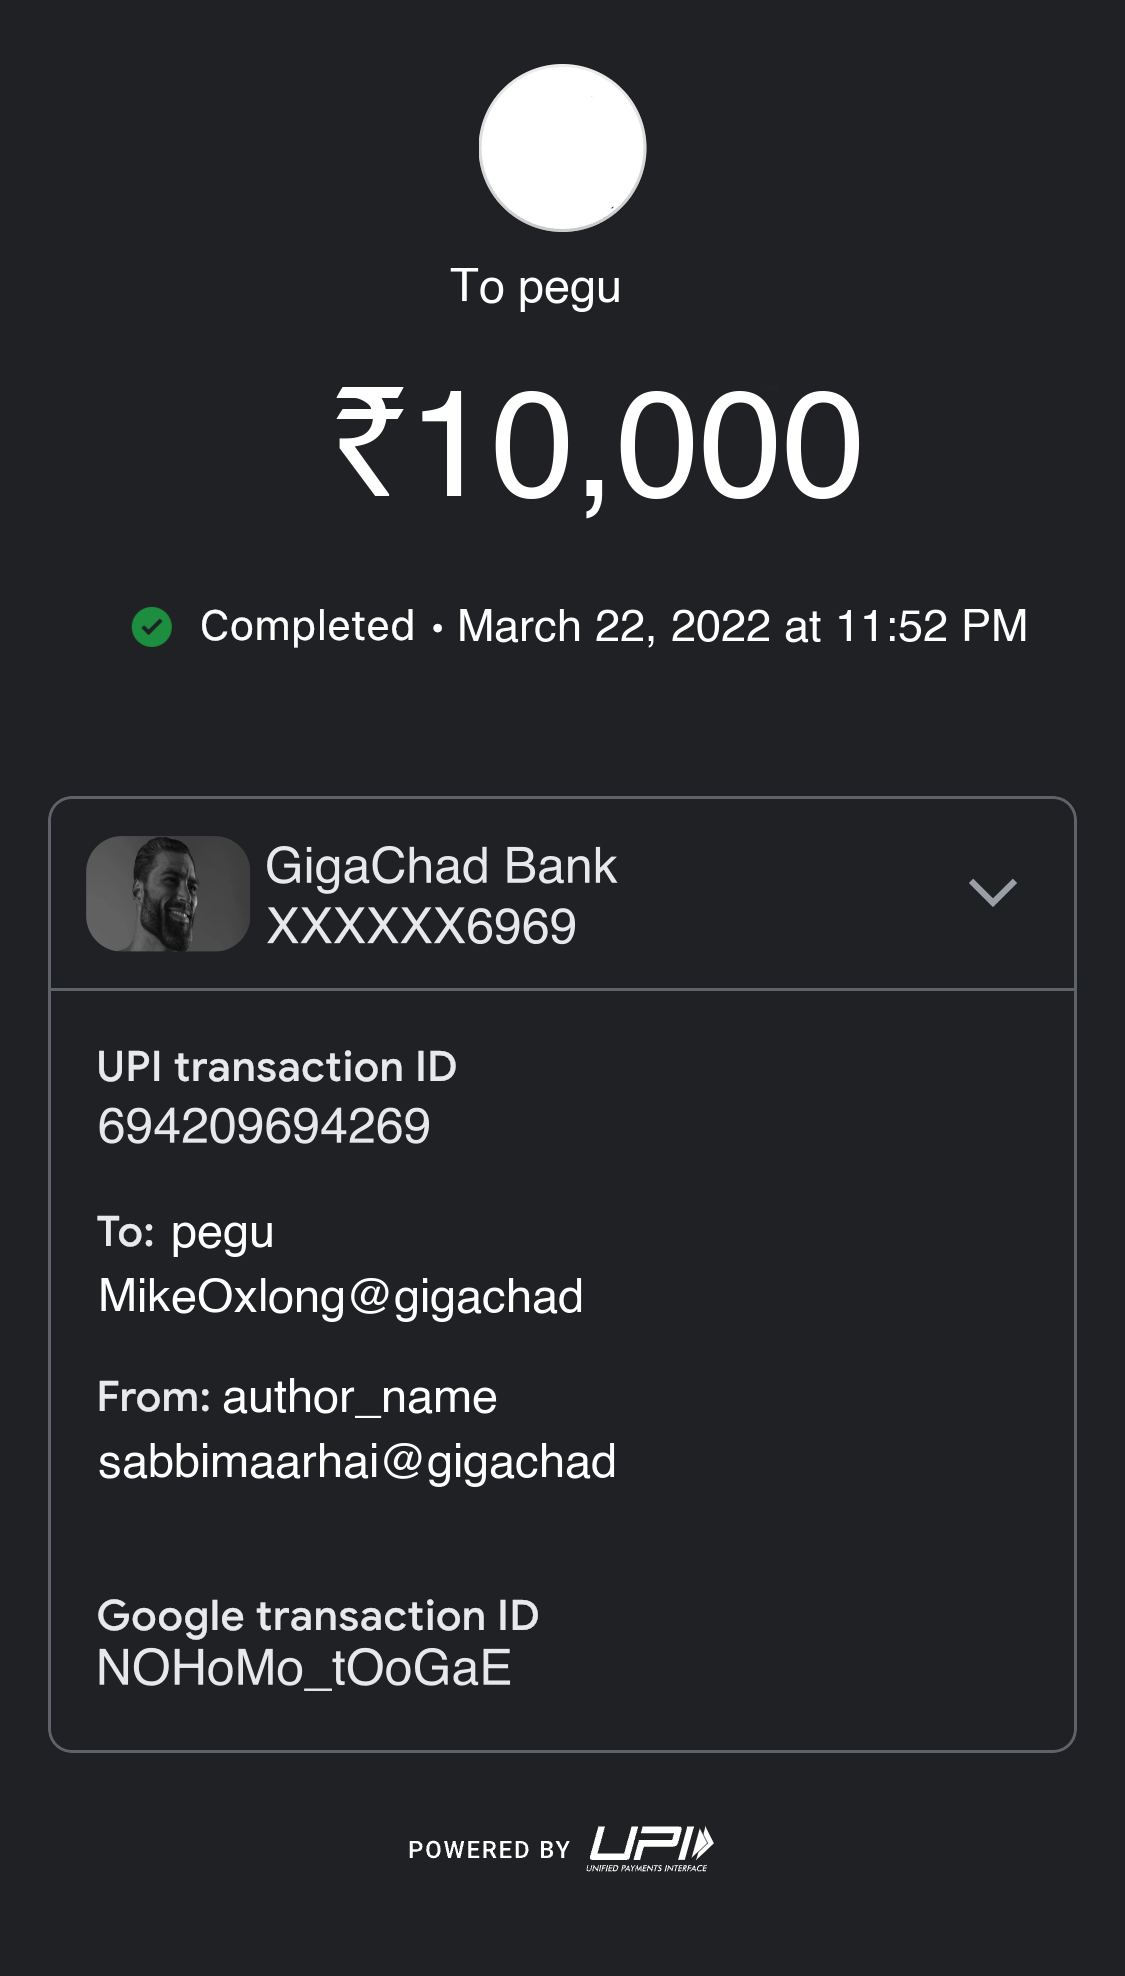 To pegu
₹10,000
Completed • March 22, 2022 at 11:52 PM
GigaChad Bank
XXXXXX6969
UPI transaction ID
694209694269
To: pegu
MikeOxlong@gigachad
From: author_name
sabbimaarhai@gigachad
Google transaction ID
NOHoMo_tOoGaE
POWERED BY UPI
UNIFIED PAYMENTS INTERFACE